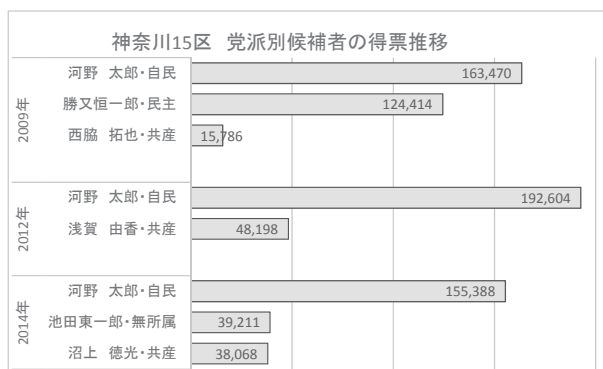 神奈川15区 党派別候補者の得票推移
2009年
河野 太郎・自民 163,470
勝又恒一郎・民主 124,414
西脇 拓也・共産 15,786
2012年
河野 太郎・自民 192,604
浅賀 由香・共産 48,198
2014年
河野 太郎・自民 155,388
池田東一郎・無所属 39,211
沼上 徳光・共産 38,068